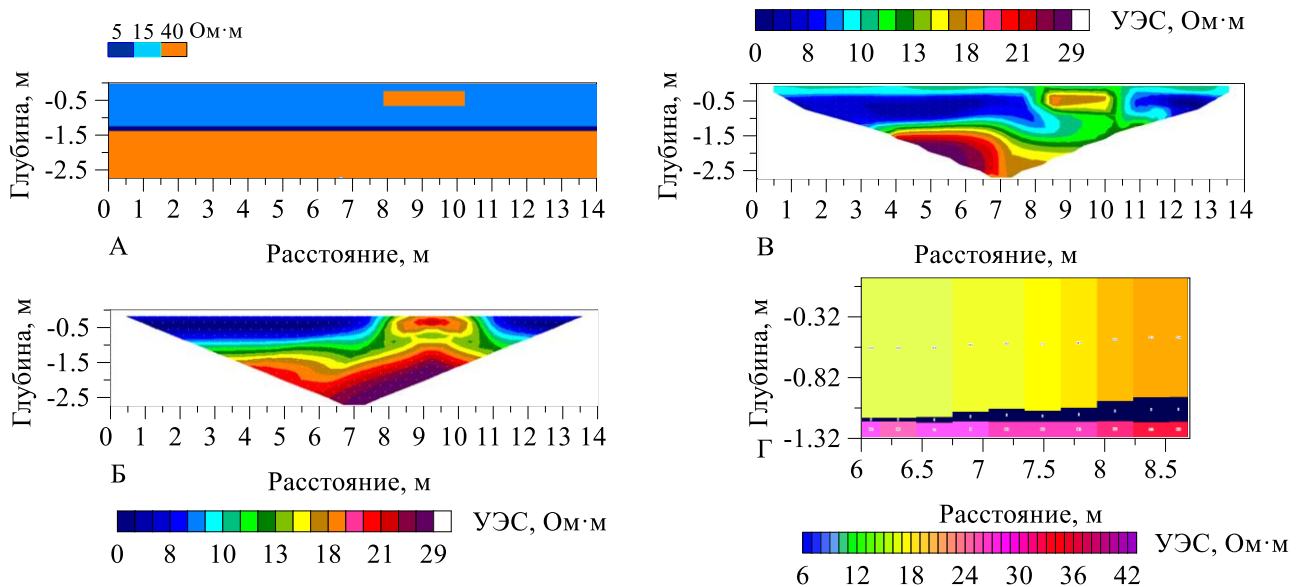 5 15 40 Ом·м
Глубина, м
-0.5
-1.5
-2.5
0 1 2 3 4 5 6 7 8 9 10 11 12 13 14
А
Расстояние, м
УЭС, Ом·м
0 8 10 13 18 21 29
Глубина, м
-0.5
-1.5
-2.5
0 1 2 3 4 5 6 7 8 9 10 11 12 13 14
В
Расстояние, м
Глубина, м
-0.5
-1.5
-2.5
0 1 2 3 4 5 6 7 8 9 10 11 12 13 14
Б
Расстояние, м
УЭС, Ом·м
0 8 10 13 18 21 29
Глубина, м
-0.32
-0.82
-1.32
Г
6 6.5 7 7.5 8 8.5
Расстояние, м
УЭС, Ом·м
6 12 18 24 30 36 42